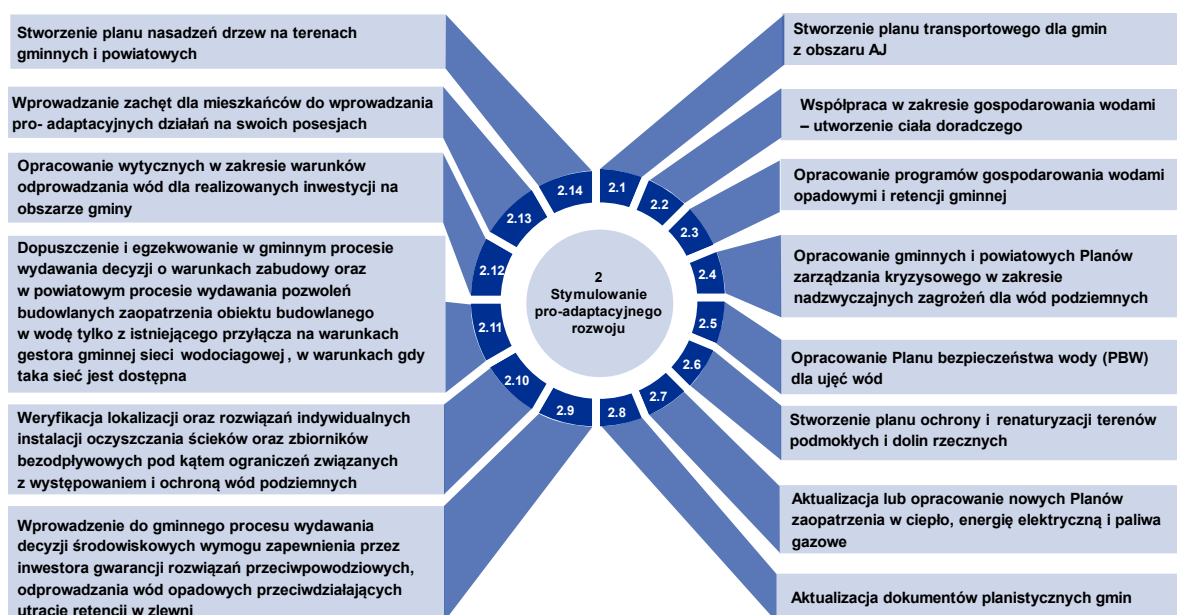 Stworzenie planu nasadzeń drzew na terenach
gminnych i powiatowych
Wprowadzanie zachęt dla mieszkańców do wprowadzania
pro- adaptacyjnych działań na swoich posesjach
Opracowanie wytycznych w zakresie warunków
odprowadzania wód dla realizowanych inwestycji na
obszarze gminy
Dopuszczenie i egzekwowanie w gminnym procesie
wydawania decyzji o warunkach zabudowy oraz
w powiatowym procesie wydawania pozwoleń
budowlanych zaopatrzenia obiektu budowlanego
w wodę tylko z istniejącego przyłącza na warunkach
gestora gminnej sieci wodociagowej , w warunkach gdy
taka sieć jest dostępna
Weryfikacja lokalizacji oraz rozwiązań indywidualnych
instalacji oczyszczania ścieków oraz zbiorników
bezodpływowych pod kątem ograniczeń związanych
z występowaniem i ochroną wód podziemnych
Wprowadzenie do gminnego procesu wydawania
decyzji środowiskowych wymogu zapewnienia przez
inwestora gwarancji rozwiązań przeciwpowodziowych,
odprowadzania wód opadowych przeciwdziałających
utracie retencji w zlewni
2.14
2.13
2.12
2.11
2.10
2.9
2
Stymulowanie
pro-adaptacyjnego
rozwoju
2.1
2.2
2.3
2.4
2.5
2.6
2.7
2.8
Stworzenie planu transportowego dla gmin
z obszaru AJ
Współpraca w zakresie gospodarowania wodami
– utworzenie ciała doradczego
Opracowanie programów gospodarowania wodami
opadowymi i retencji gminnej
Opracowanie gminnych i powiatowych Planów
zarządzania kryzysowego w zakresie
nadzwyczajnych zagrożeń dla wód podziemnych
Opracowanie Planu bezpieczeństwa wody (PBW)
dla ujęć wód
Stworzenie planu ochrony i renaturyzacji terenów
podmokłych i dolin rzecznych
Aktualizacja lub opracowanie nowych Planów
zaopatrzenia w ciepło, energię elektryczną i paliwa
gazowe
Aktualizacja dokumentów planistycznych gmin